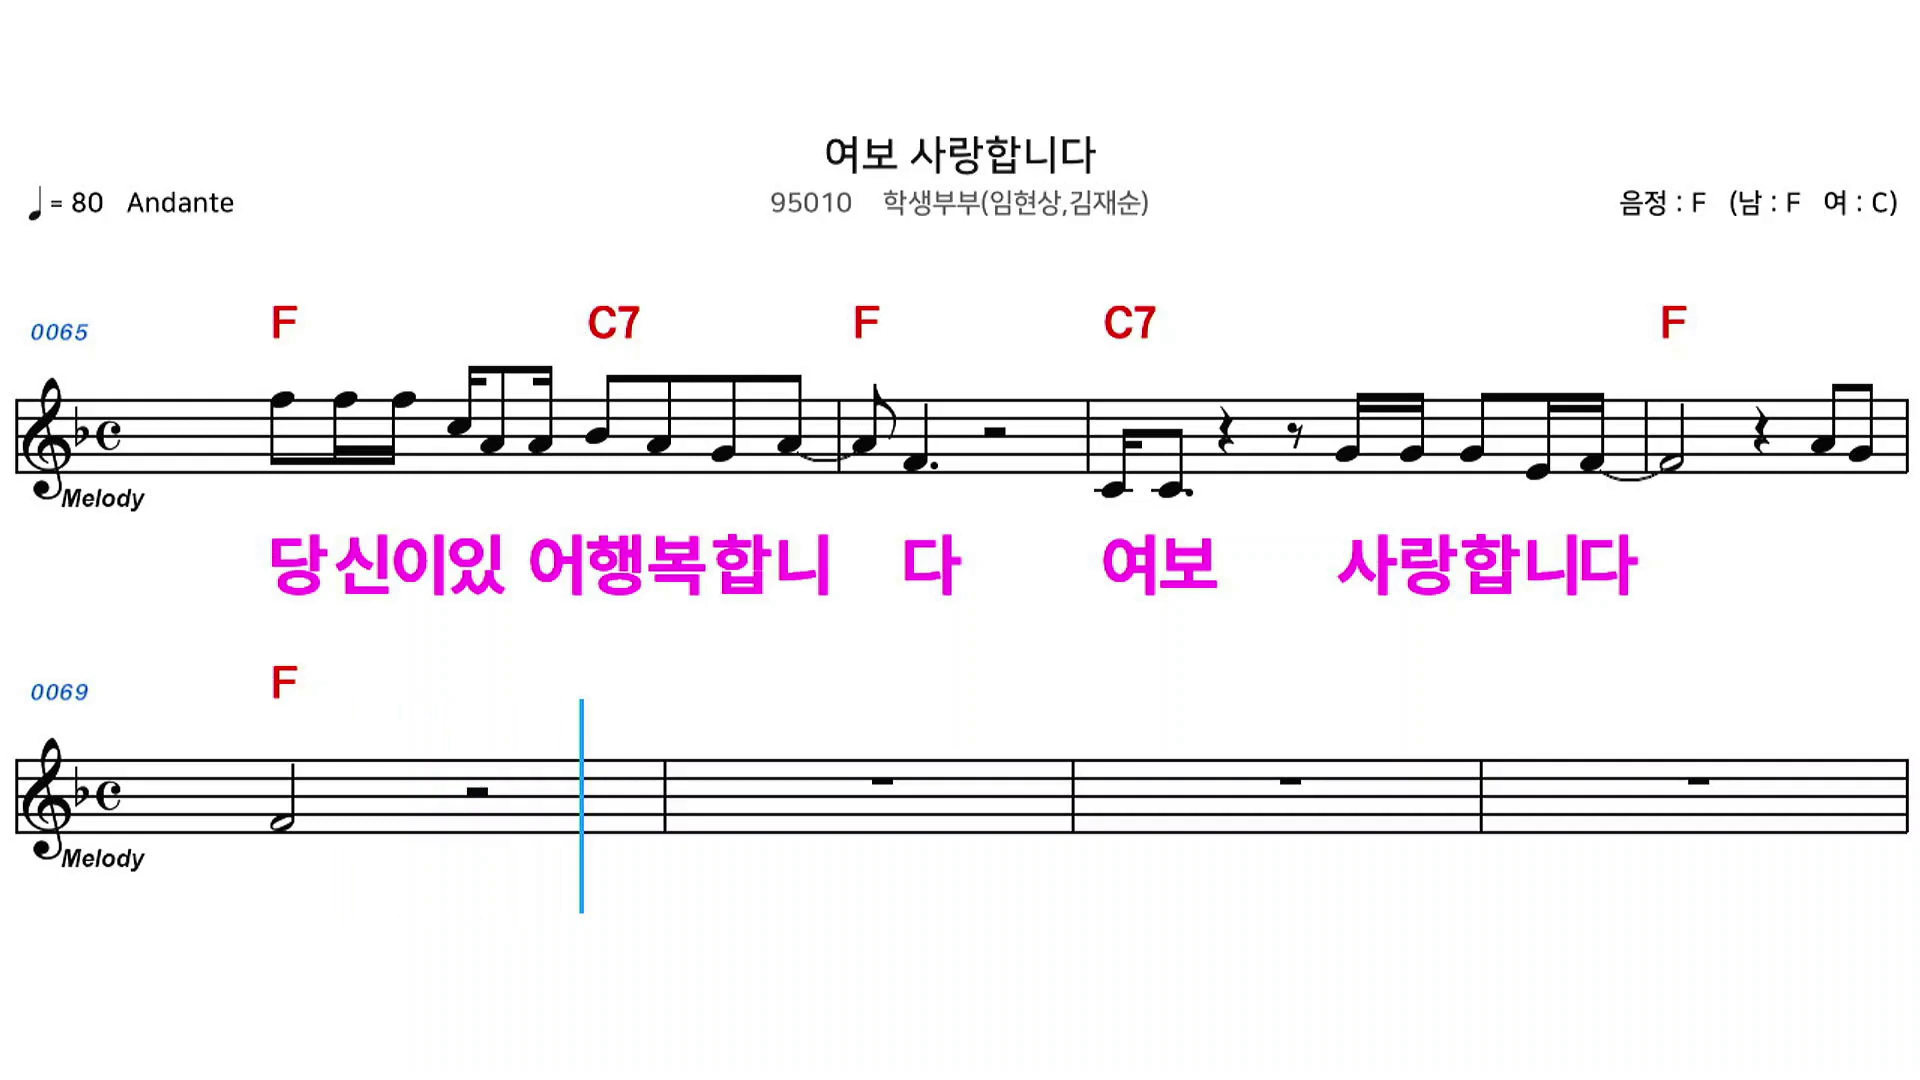 여보 사랑합니다
♩= 80 Andante 95010 학생부부(임현상,김재순) 음정 : F (남 : F 여 : C)
0065 F C7 F C7 F
Melody
당신이있 어행복합니 다 여보 사랑합니다
0069 F
Melody